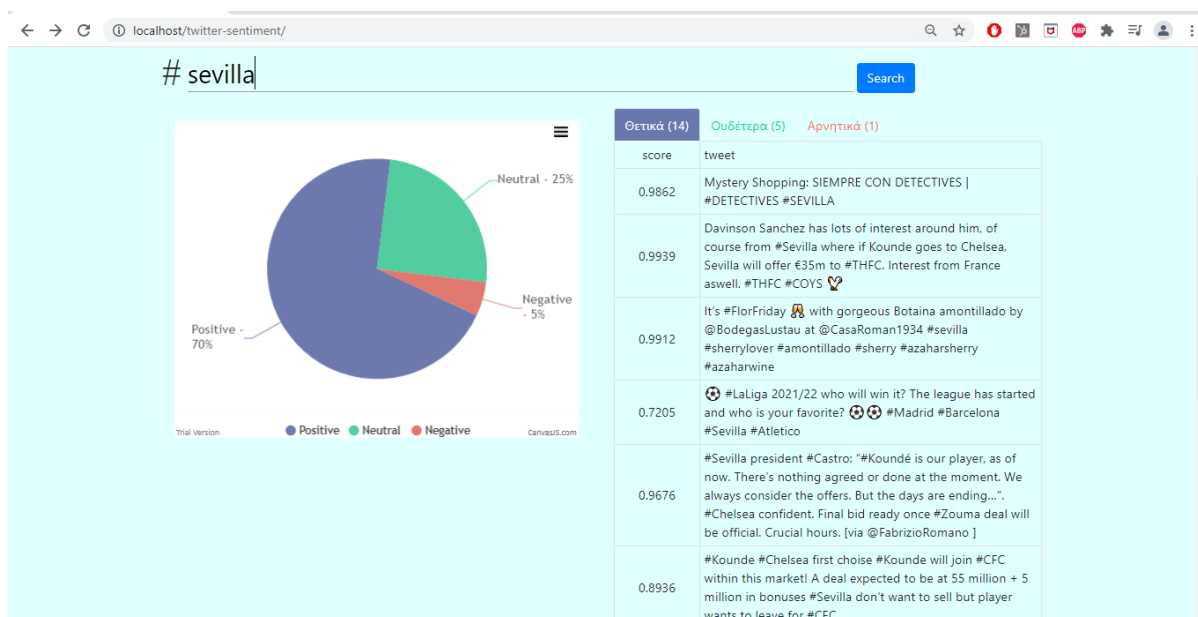 localhost/twitter-sentiment/
ABP
# sevilla
Search
Neutral - 25%
Negative
- 5%
Positive -
70%
Positive Neutral Negative
Trial Version
CanvasJS.com
Θετικά (14) Ουδέτερα (5) Αρνητικά (1)
score tweet
0.9862
Mystery Shopping: SIEMPRE CON DETECTIVES |
#DETECTIVES #SEVILLA
0.9939
Davinson Sanchez has lots of interest around him, of
course from #Sevilla where if Kounde goes to Chelsea,
Sevilla will offer €35m to #THFC. Interest from France
aswell. #THFC #COYS
0.9912
It's #FlorFriday with gorgeous Botaina amontillado by
@BodegasLustau at @CasaRoman1934 #sevilla
#sherrylover #amontillado #sherry #azaharsherry
#azaharwine
0.7205
⚽ #LaLiga 2021/22 who will win it? The league has started
and who is your favorite? ⚽⚽ #Madrid #Barcelona
#Sevilla #Atletico
0.9676
#Sevilla president #Castro: "#Koundé is our player, as of
now. There's nothing agreed or done at the moment. We
always consider the offers. But the days are ending...".
#Chelsea confident. Final bid ready once #Zouma deal will
be official. Crucial hours. [via @FabrizioRomano ]
0.8936
#Kounde #Chelsea first choise #Kounde will join #CFC
within this market! A deal expected to be at 55 million + 5
million in bonuses #Sevilla don't want to sell but player
wants to leave for #CFC